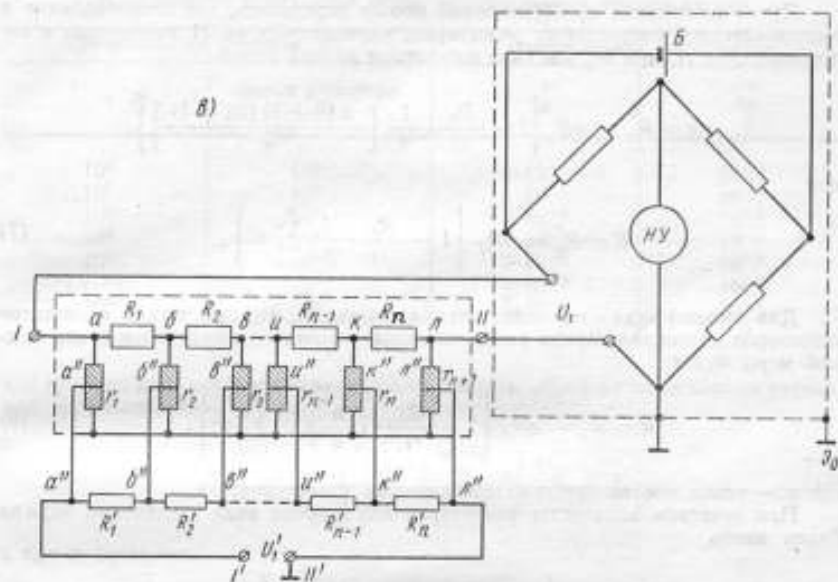 Б
в)
НУ
U₁
I
а R₁ б R₂ в и Rₙ₋₁ к Rₙ л II
а" б" в" и" к" л"
r₁ r₂ r₃ rₙ₋₁ rₙ rₙ₊₁
а" б" в" и" к" л"
R'₁ R'₂ R'ₙ₋₁ R'ₙ
I' U'₁ II'